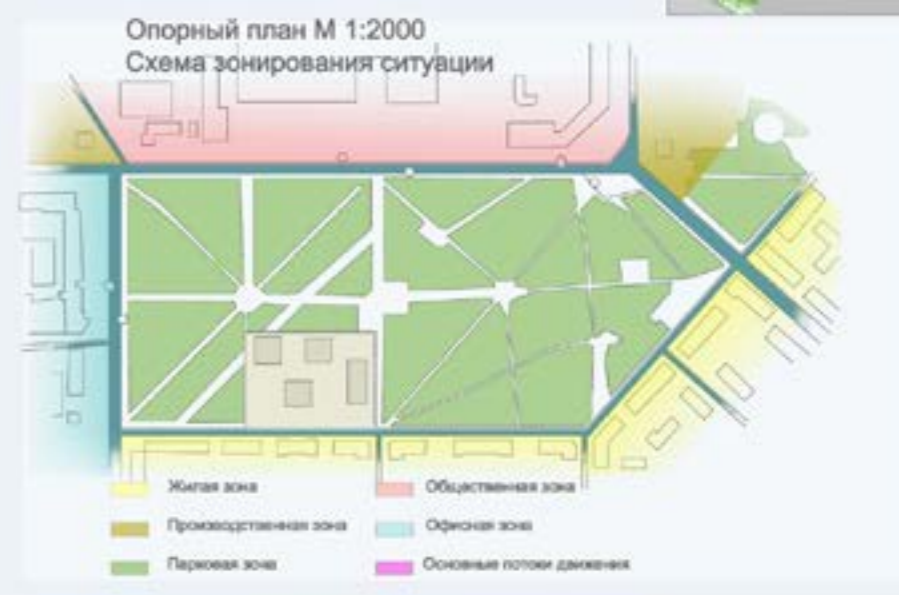 Опорный план М 1:2000
Схема зонирования ситуации
Жилая зона
Общественная зона
Производственная зона
Офисная зона
Парковая зона
Основные потоки движения